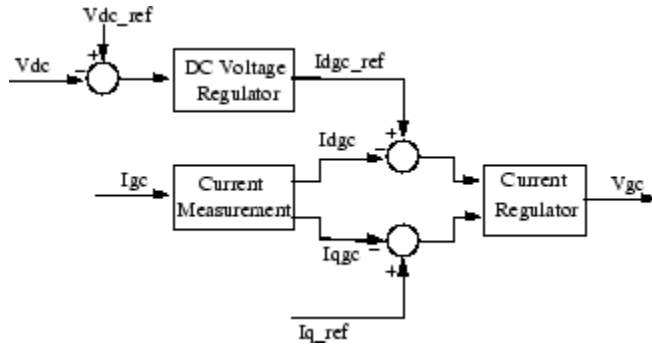 Vdc_ref
Vdc
DC Voltage
Regulator
Idgc_ref
Idgc
Igc
Current
Measurement
Current
Regulator
Vgc
Iqgc
Iq_ref